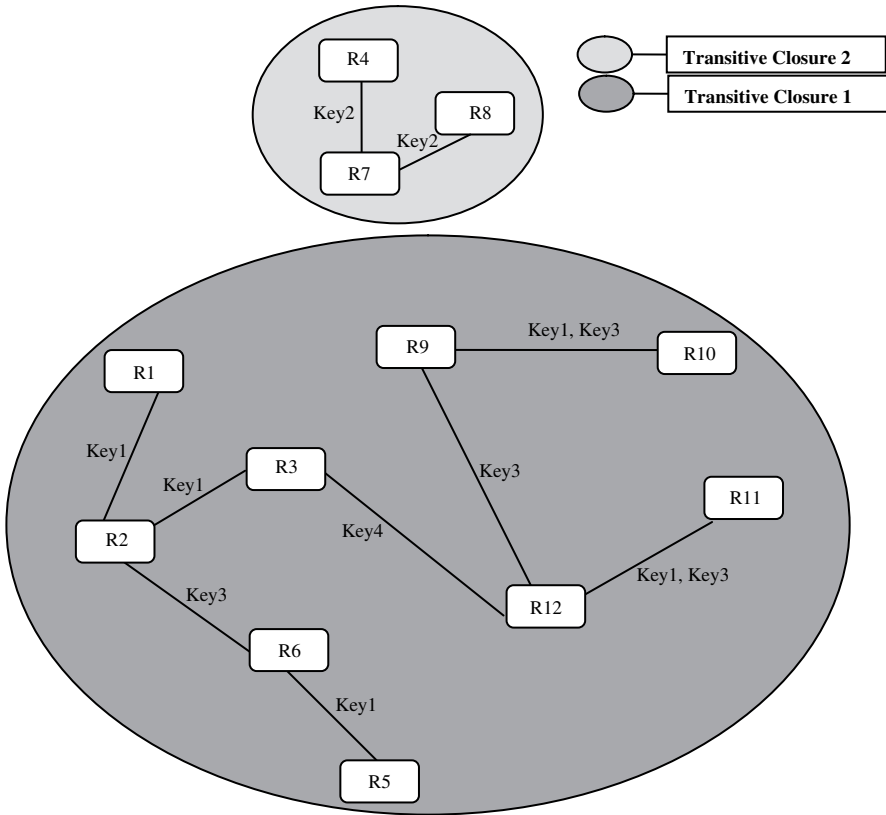 R4
Transitive Closure 2
Transitive Closure 1
Key2
R8
Key2
R7
Key1, Key3
R9
R10
R1
Key1
R3
Key3
Key1
R11
R2
Key4
Key1, Key3
Key3
R12
R6
Key1
R5